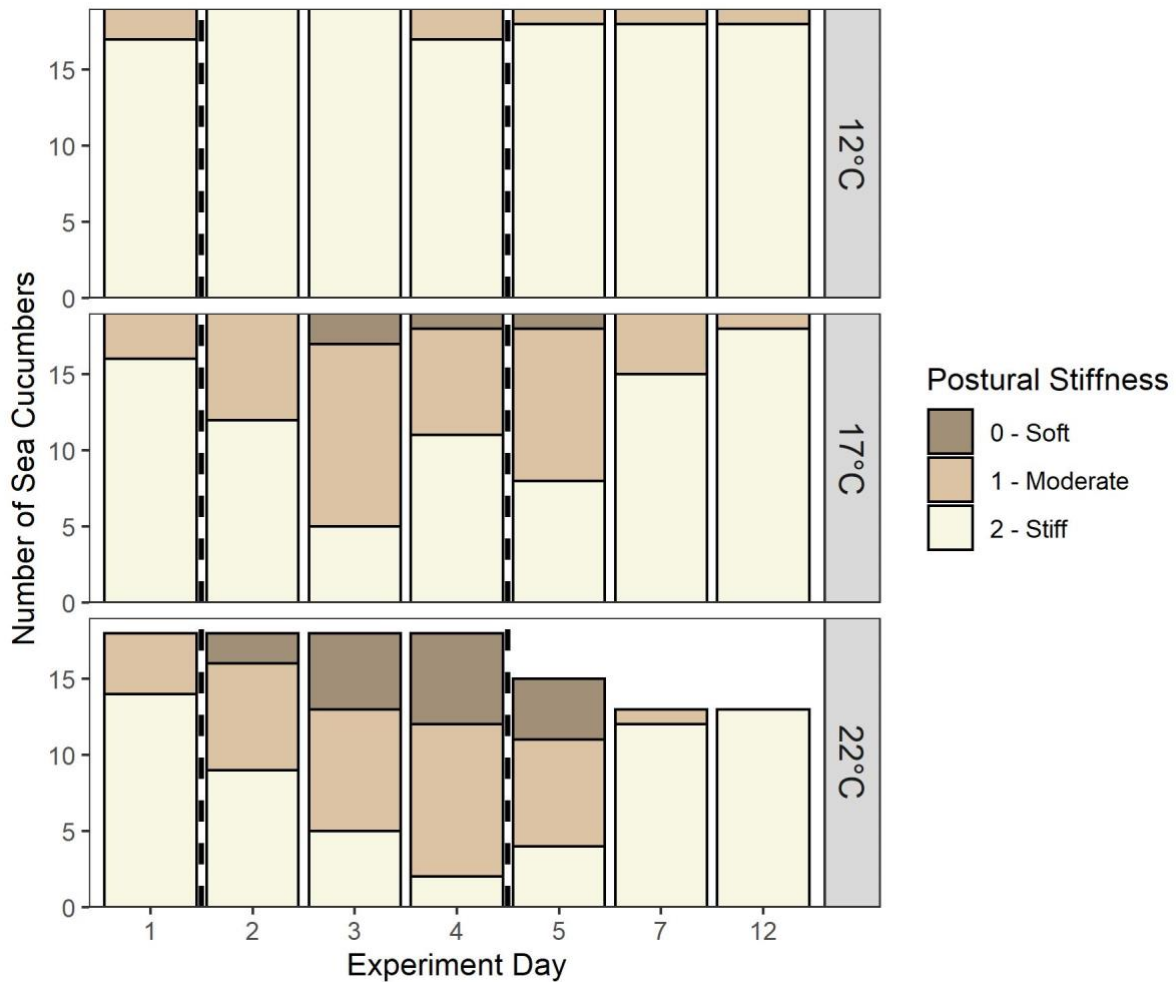 Number of Sea Cucumbers
15
10
5
0
12°C
15
10
5
0
17°C
15
10
5
0
22°C
1 2 3 4 5 7 12
Experiment Day
Postural Stiffness
0 - Soft
1 - Moderate
2 - Stiff